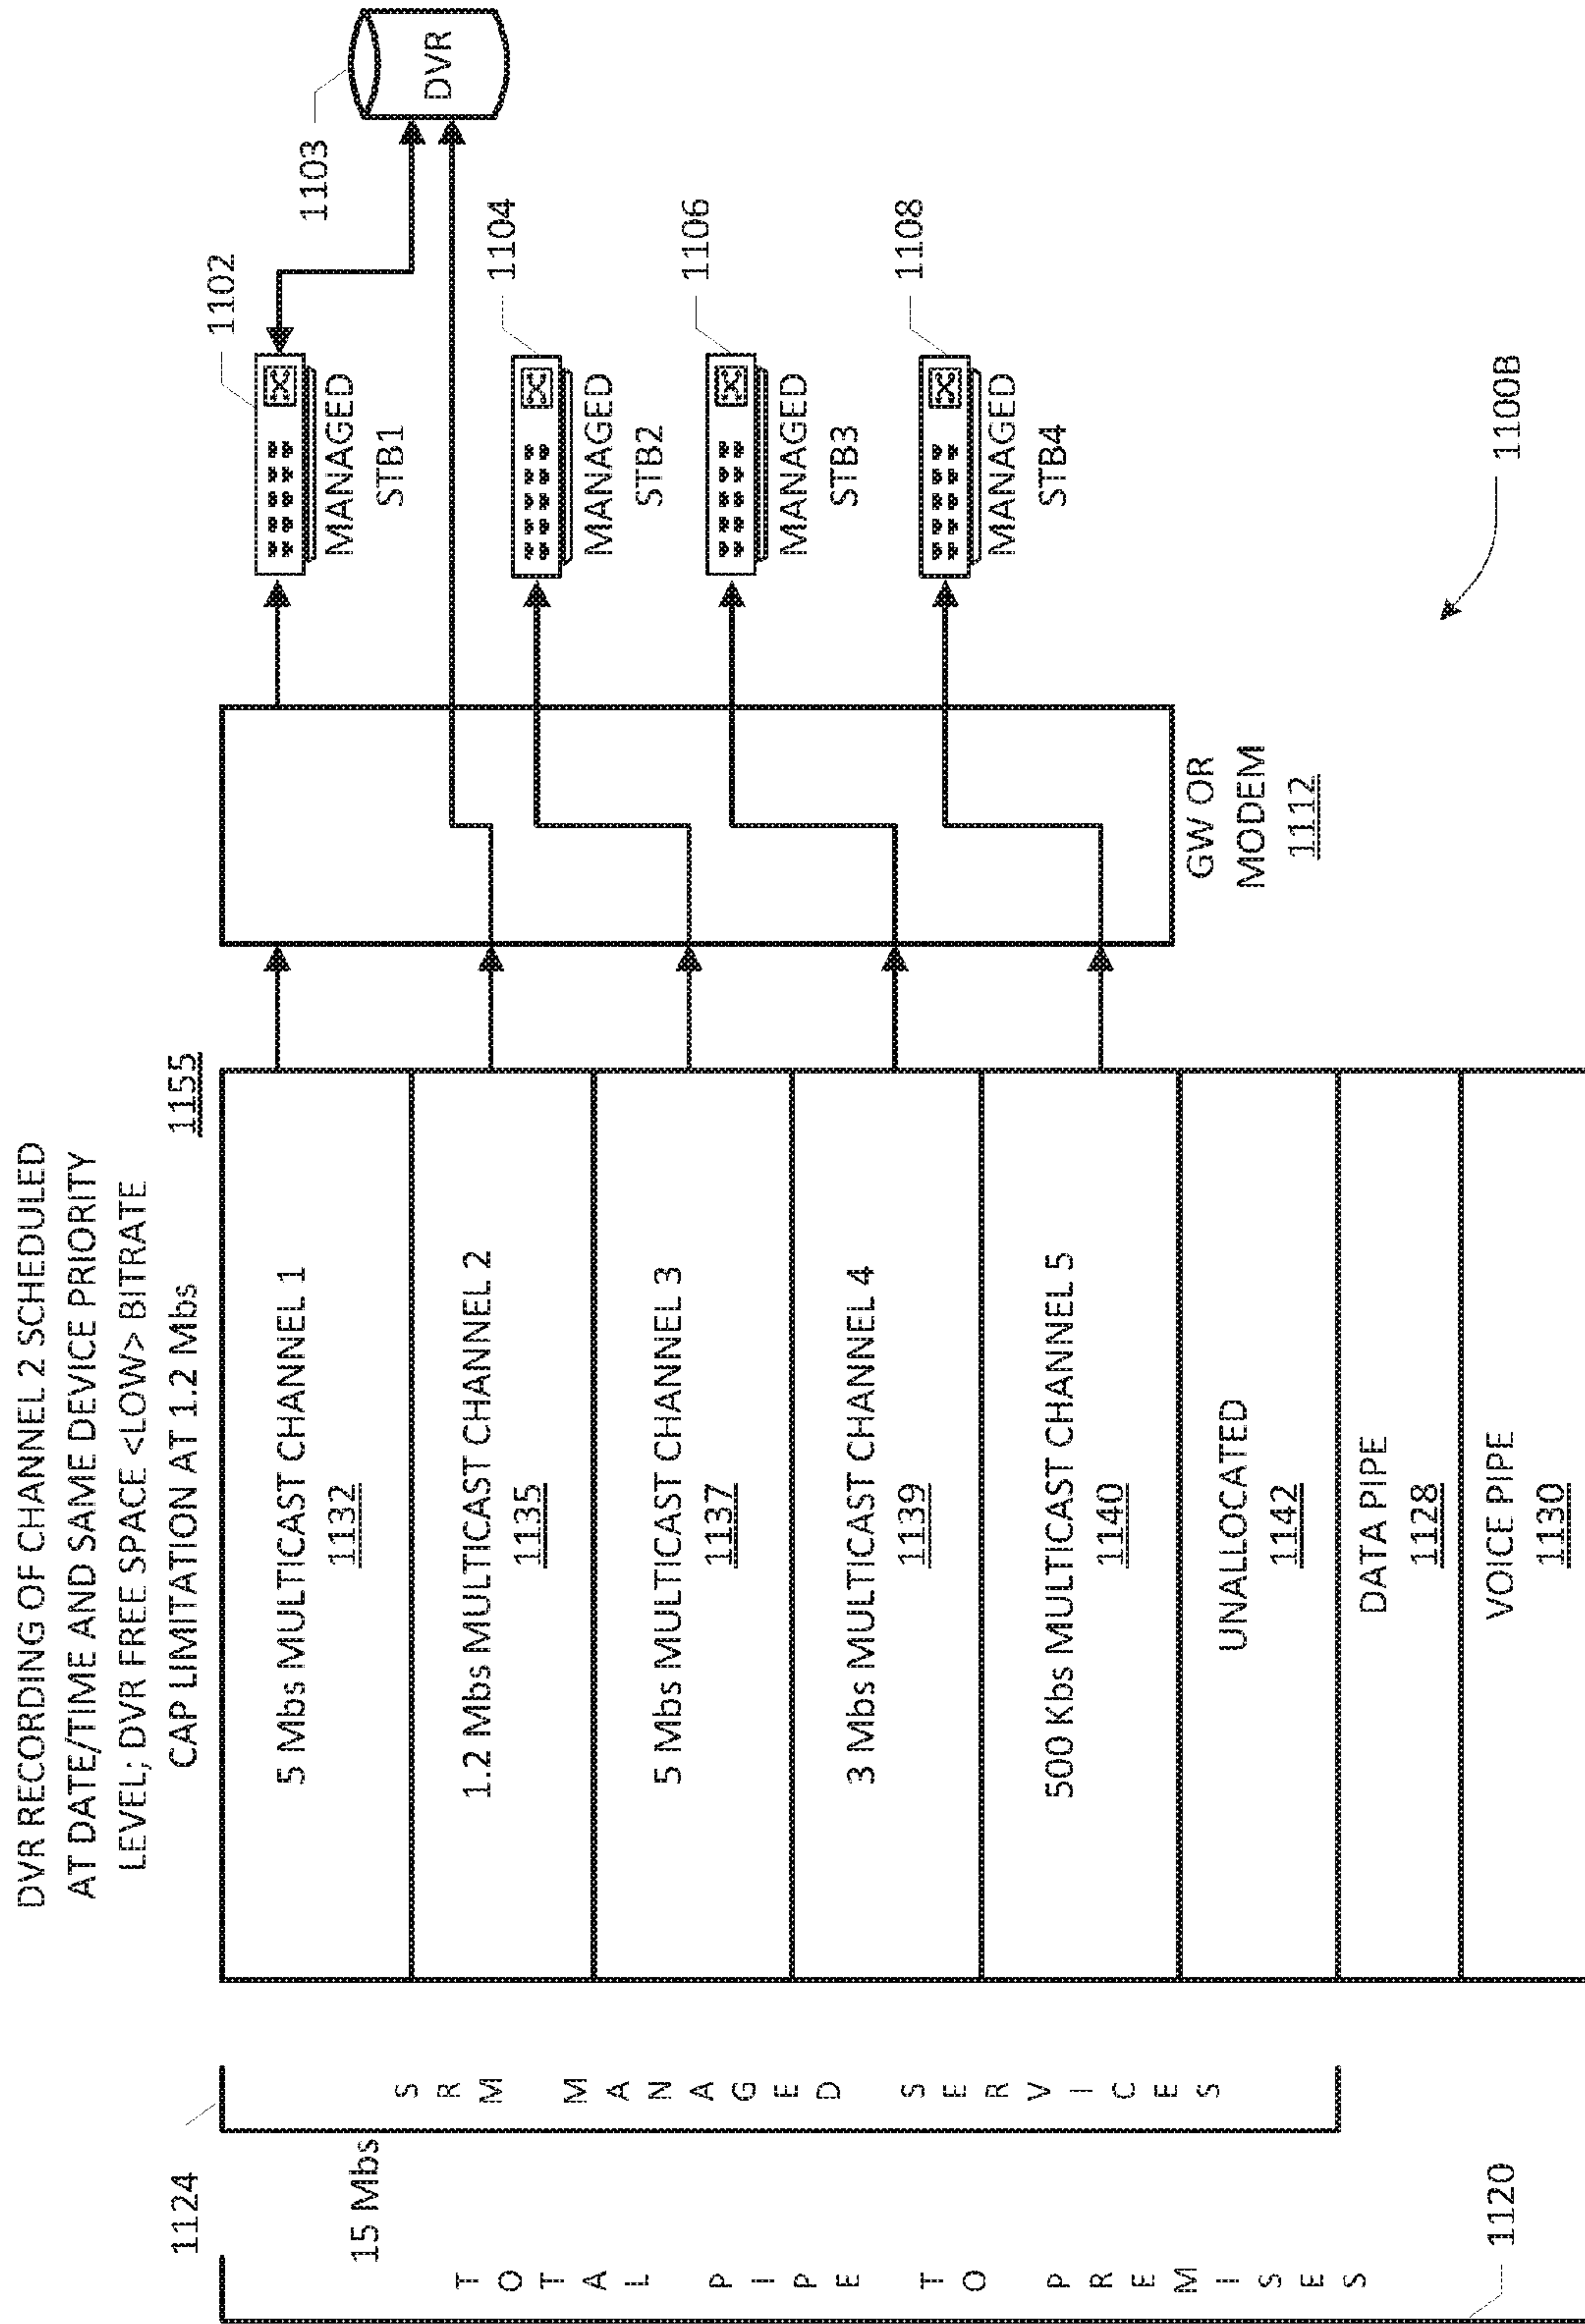 DVR RECORDING OF CHANNEL 2 SCHEDULED
AT DATE/TIME AND SAME DEVICE PRIORITY
LEVEL; DVR FREE SPACE <LOW> BITRATE
CAP LIMITATION AT 1.2 Mbs
1155
1124
15 Mbs
TOTAL PIPE TO PREMISES
1120
SRM MANAGED SERVICES
5 Mbs MULTICAST CHANNEL 1
1132
1.2 Mbs MULTICAST CHANNEL 2
1135
5 Mbs MULTICAST CHANNEL 3
1137
3 Mbs MULTICAST CHANNEL 4
1139
500 Kbs MULTICAST CHANNEL 5
1140
UNALLOCATED
1142
DATA PIPE
1128
VOICE PIPE
1130
GW OR
MODEM
1112
1102
MANAGED
STB1
1103
DVR
1104
MANAGED
STB2
1106
MANAGED
STB3
1108
MANAGED
STB4
1100B